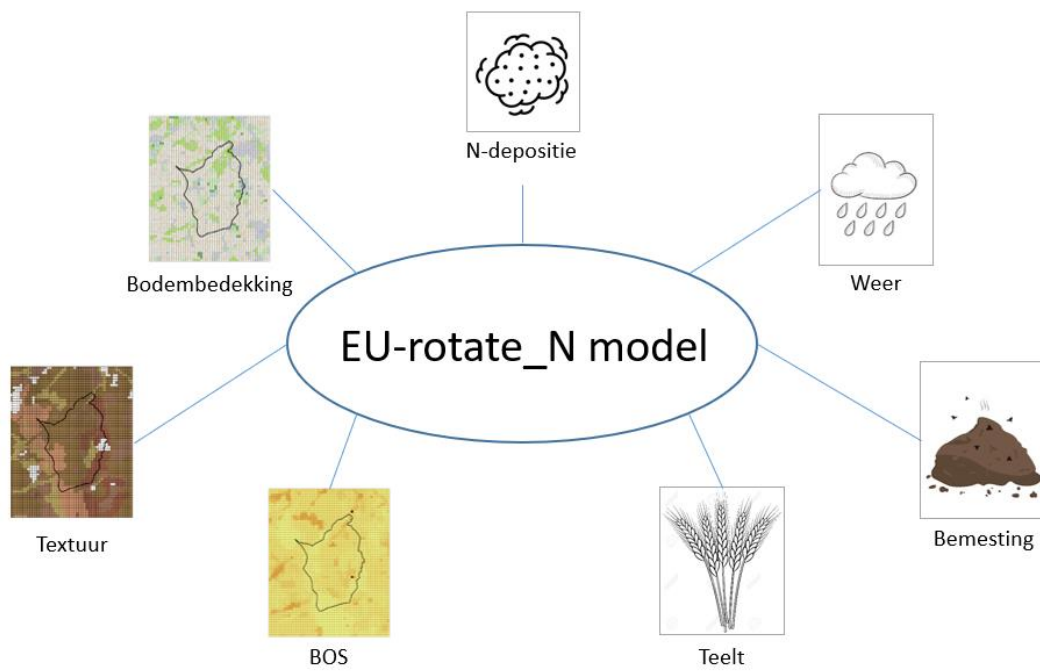 N-depositie
Bodembedekking
Weer
EU-rotate_N model
Textuur
Bemesting
BOS
Teelt